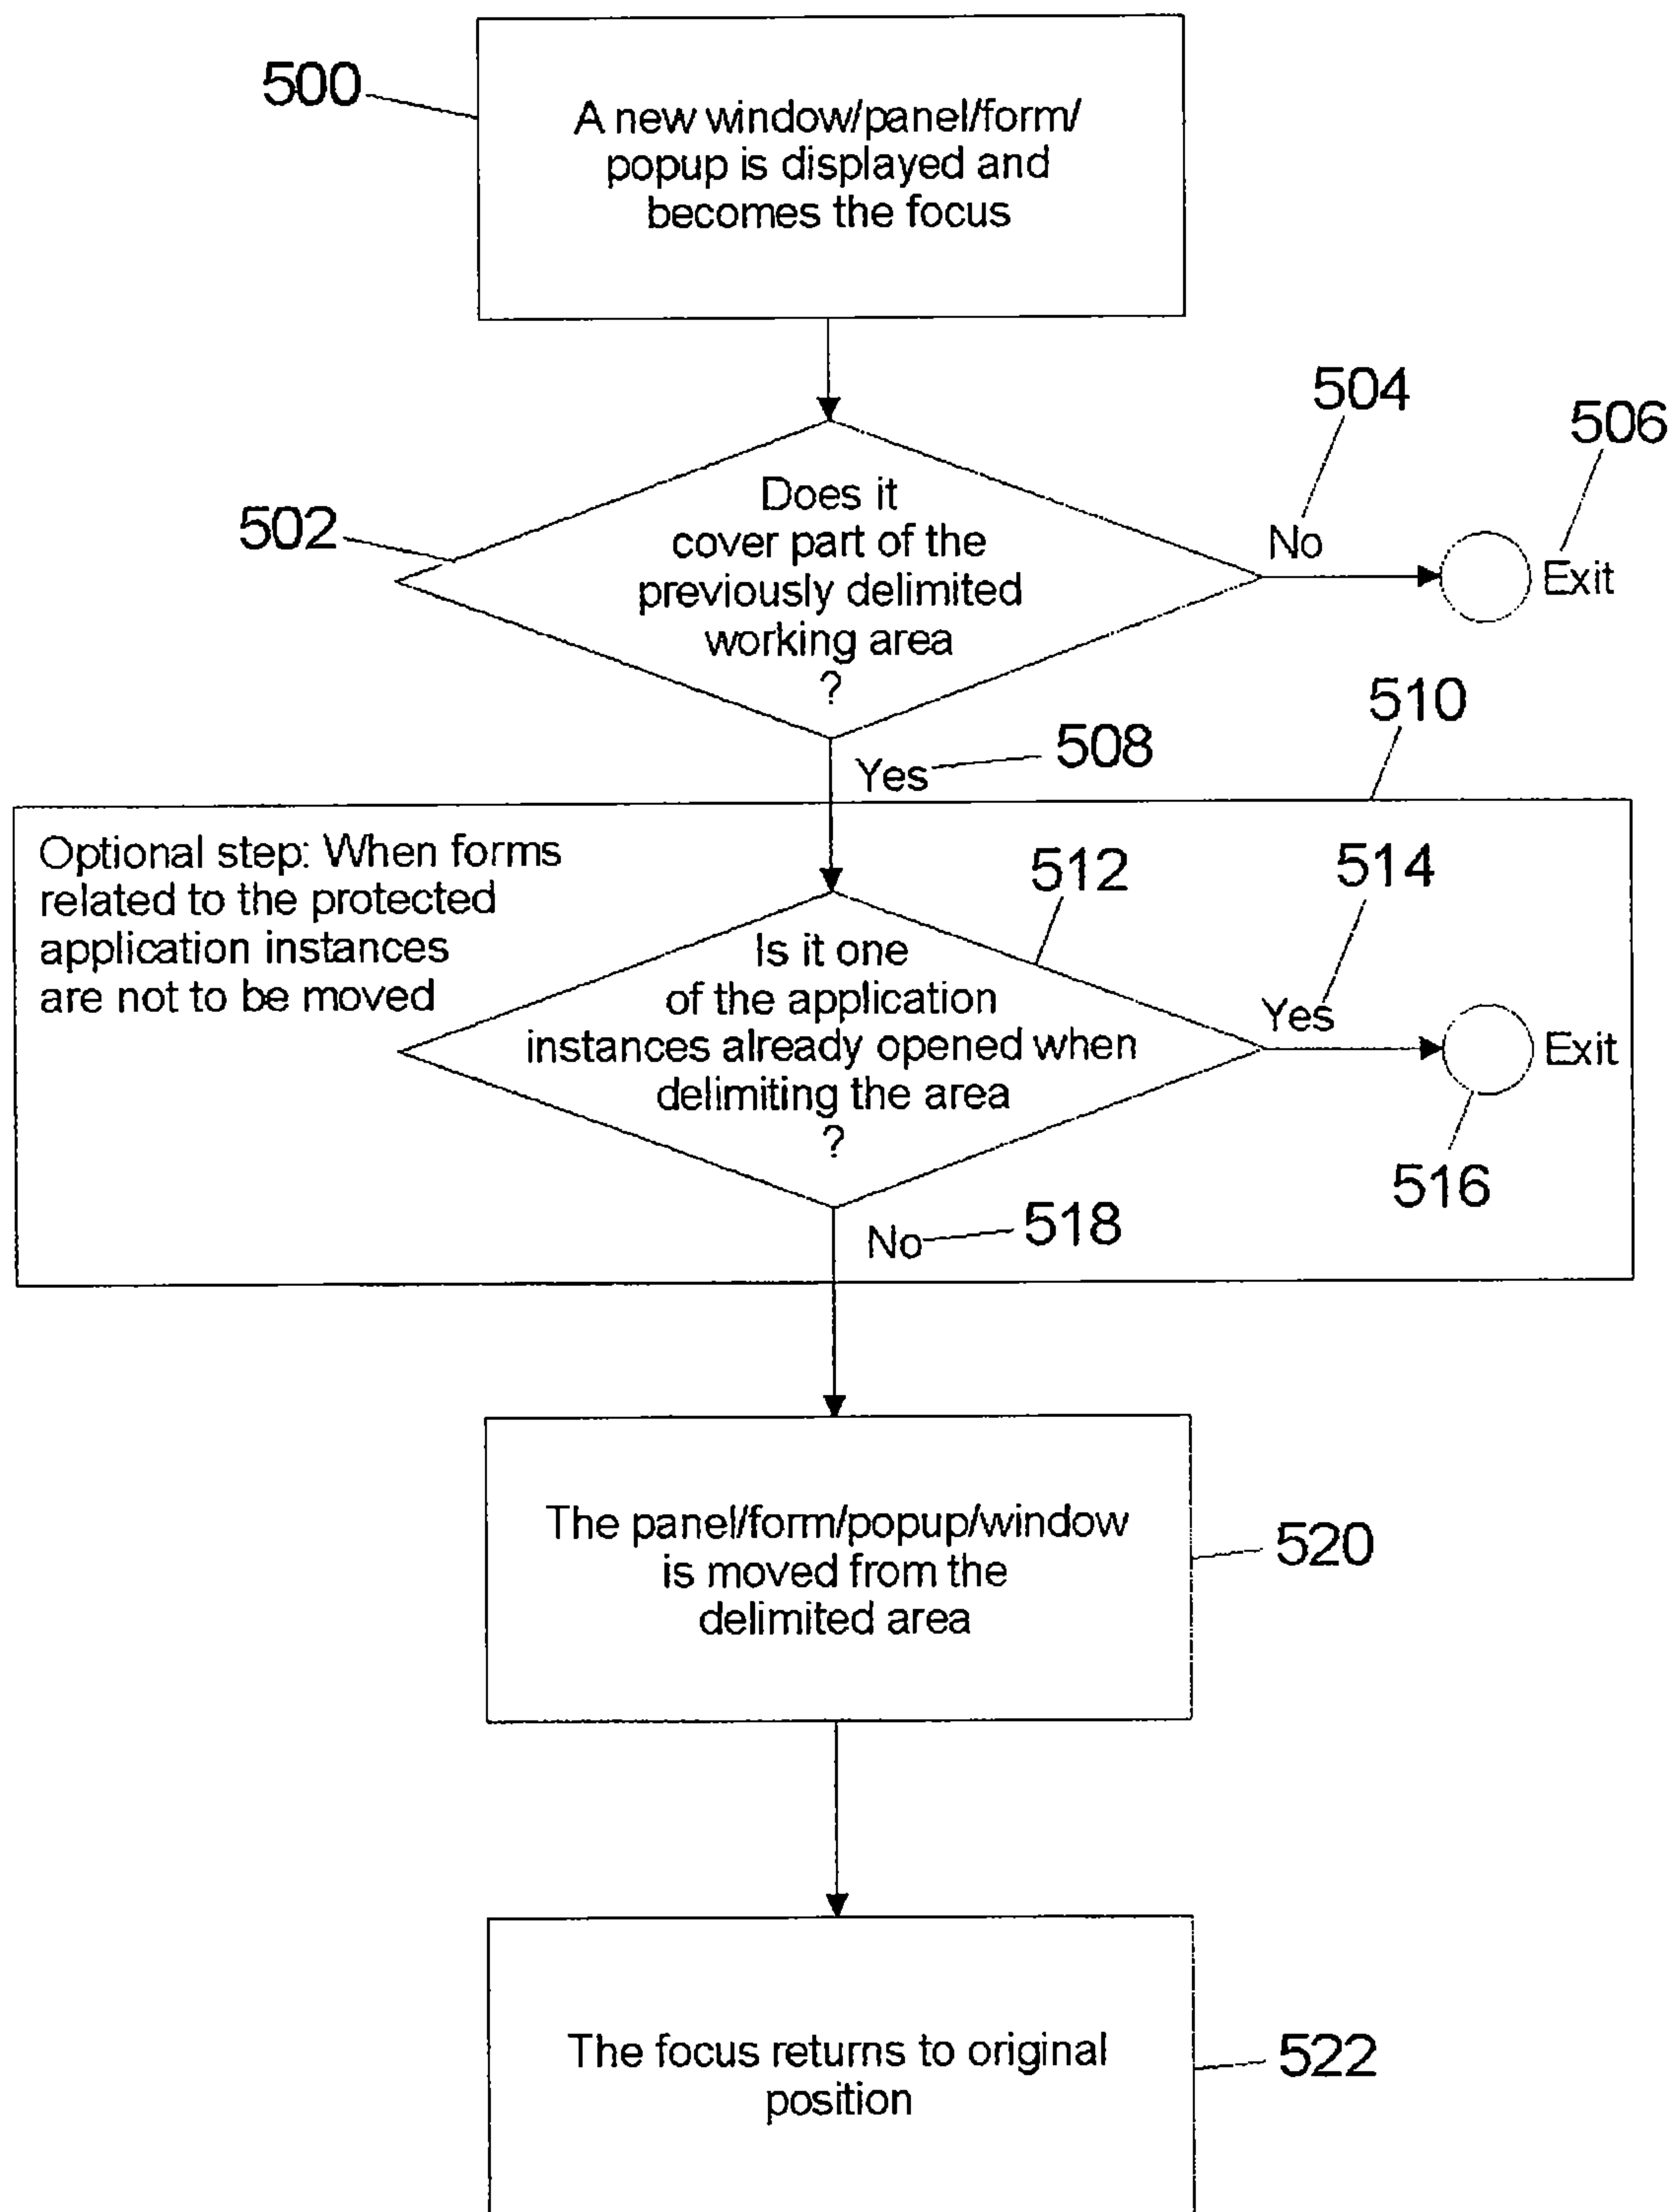 500
A new window/panel/form/
popup is displayed and
becomes the focus
504
506
502
Does it
cover part of the
previously delimited
working area
?
No
Exit
510
Yes
508
Optional step: When forms
related to the protected
application instances
are not to be moved
512
514
Is it one
of the application
instances already opened when
delimiting the area
?
Yes
Exit
516
No
518
The panel/form/popup/window
is moved from the
delimited area
520
The focus returns to original
position
522